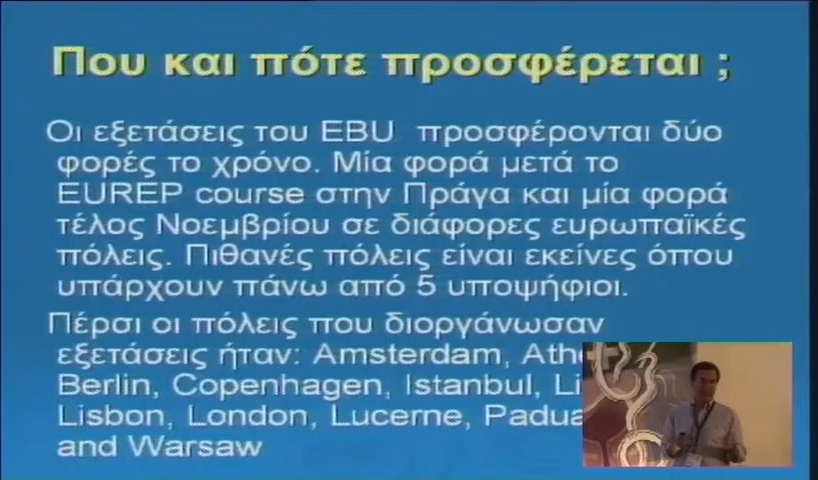 Που και πότε προσφέρεται ;
Οι εξετάσεις του EBU προσφέρονται δύο
φορές το χρόνο. Μία φορά μετά το
EUREP course στην Πράγα και μία φορά
τέλος Νοεμβρίου σε διάφορες ευρωπαϊκές
πόλεις. Πιθανές πόλεις είναι εκείνες όπου
υπάρχουν πάνω από 5 υποψήφιοι.
Πέρσι οι πόλεις που διοργάνωσαν
εξετάσεις ήταν: Amsterdam,
Berlin, Copenhagen, Istanbul,
Lisbon, London, Lucerne, Padua
and Warsaw